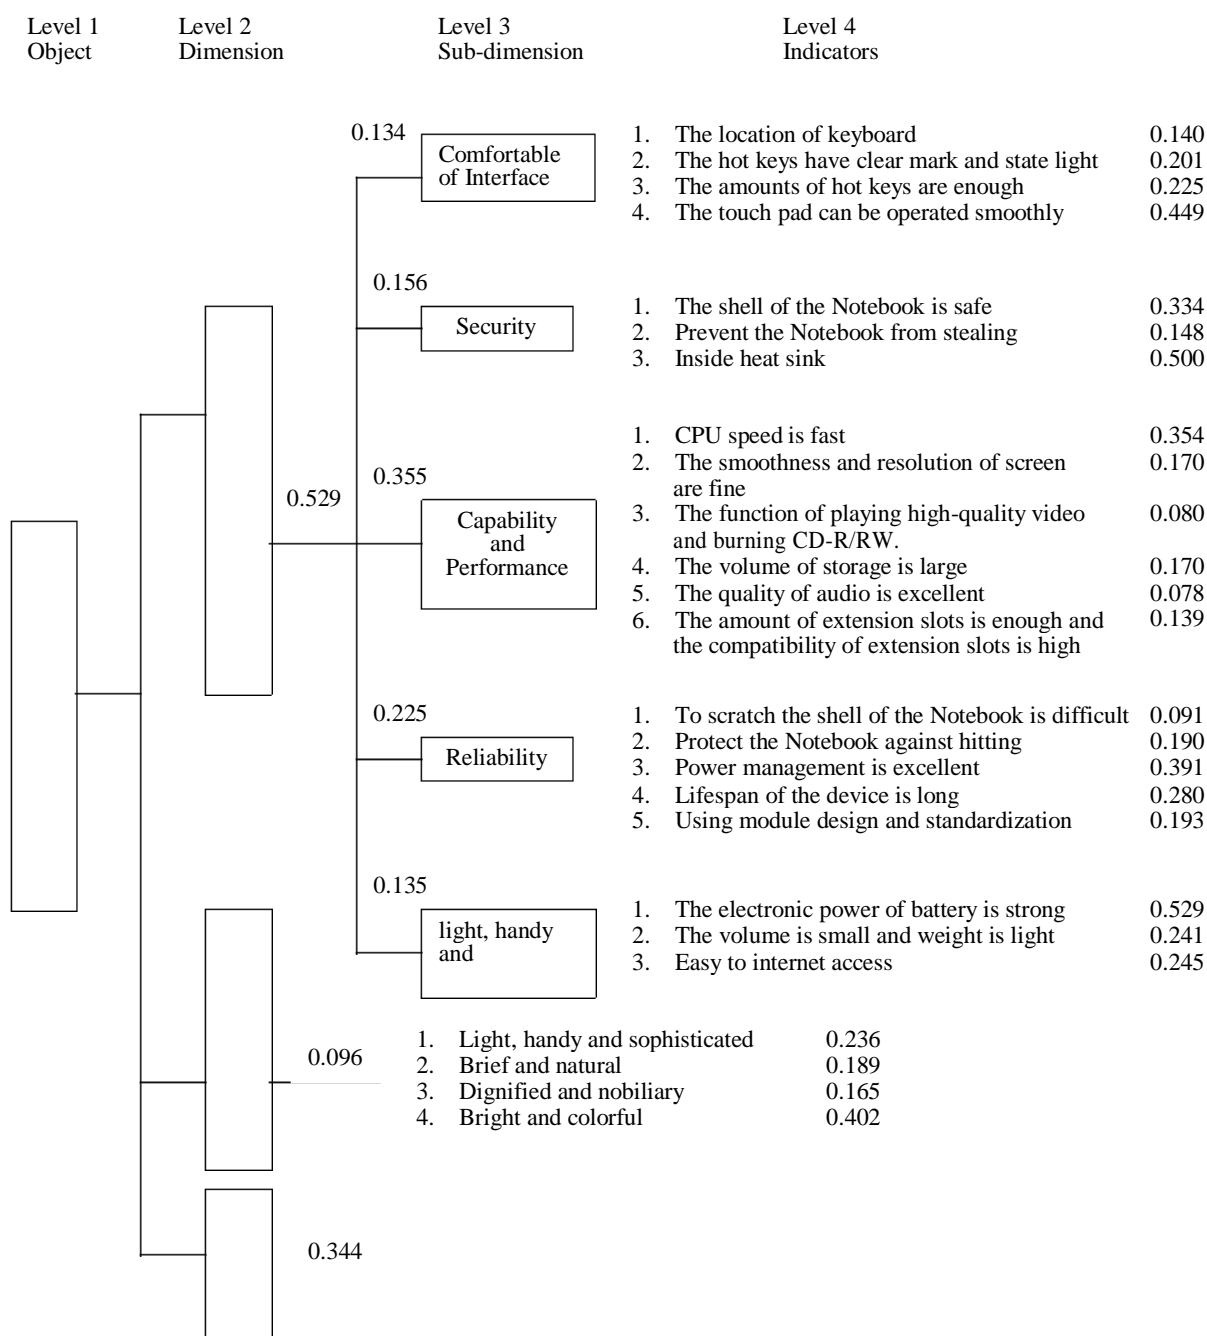 Level 1 Level 2 Level 3 Level 4
Object Dimension Sub-dimension Indicators
0.134
Comfortable
of Interface
1. The location of keyboard 0.140
2. The hot keys have clear mark and state light 0.201
3. The amounts of hot keys are enough 0.225
4. The touch pad can be operated smoothly 0.449
0.156
Security
1. The shell of the Notebook is safe 0.334
2. Prevent the Notebook from stealing 0.148
3. Inside heat sink 0.500
0.529
0.355
Capability
and
Performance
1. CPU speed is fast 0.354
2. The smoothness and resolution of screen 0.170
are fine
3. The function of playing high-quality video 0.080
and burning CD-R/RW.
4. The volume of storage is large 0.170
5. The quality of audio is excellent 0.078
6. The amount of extension slots is enough and 0.139
the compatibility of extension slots is high
0.225
Reliability
1. To scratch the shell of the Notebook is difficult 0.091
2. Protect the Notebook against hitting 0.190
3. Power management is excellent 0.391
4. Lifespan of the device is long 0.280
5. Using module design and standardization 0.193
0.135
light, handy
and
1. The electronic power of battery is strong 0.529
2. The volume is small and weight is light 0.241
3. Easy to internet access 0.245
0.096
1. Light, handy and sophisticated 0.236
2. Brief and natural 0.189
3. Dignified and nobiliary 0.165
4. Bright and colorful 0.402
0.344